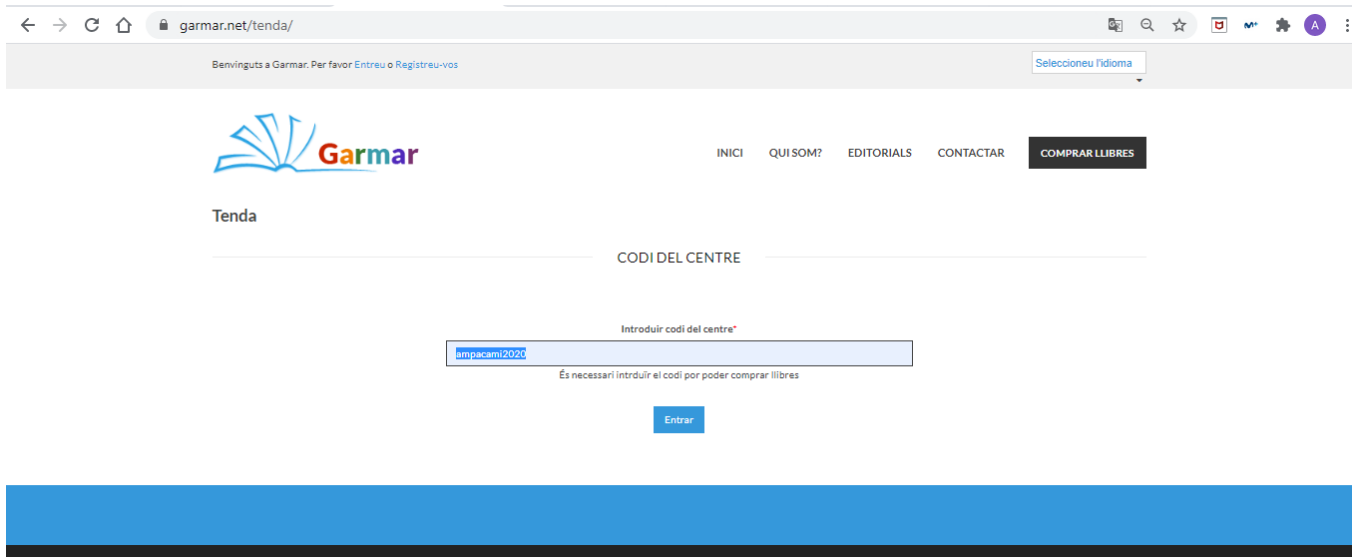 garmar.net/tenda/
A
Benvinguts a Garmar. Per favor Entreu o Registreu-vos
Seleccioneu l'idioma
Garmar
INICI QUI SOM? EDITORIALS CONTACTAR COMPRAR LLIBRES
Tenda
CODI DEL CENTRE
Introduir codi del centre*
ampacami2020
És necessari intrduïr el codi por poder comprar llibres
Entrar